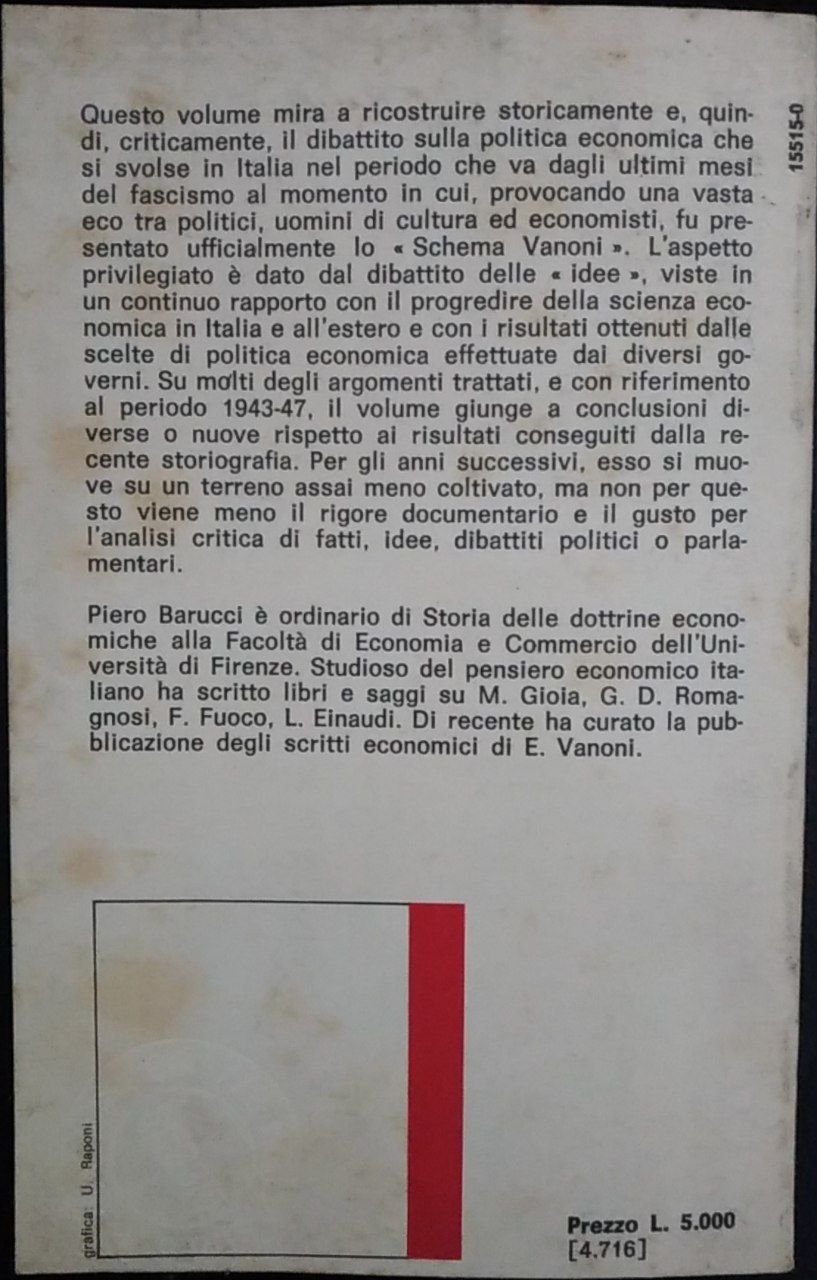 Questo volume mira a ricostruire storicamente e, quin-
di, criticamente, il dibattito sulla politica economica che
si svolse in Italia nel periodo che va dagli ultimi mesi
del fascismo al momento in cui, provocando una vasta
eco tra politici, uomini di cultura ed economisti, fu pre-
sentato ufficialmente lo « Schema Vanoni ». L'aspetto
privilegiato è dato dal dibattito delle « idee », viste in
un continuo rapporto con il progredire della scienza eco-
nomica in Italia e all'estero e con i risultati ottenuti dalle
scelte di politica economica effettuate dai diversi go-
verni. Su molti degli argomenti trattati, e con riferimento
al periodo 1943-47, il volume giunge a conclusioni di-
verse o nuove rispetto ai risultati conseguiti dalla re-
cente storiografia. Per gli anni successivi, esso si muo-
ve su un terreno assai meno coltivato, ma non per que-
sto viene meno il rigore documentario e il gusto per
l'analisi critica di fatti, idee, dibattiti politici o parla-
mentari.
Piero Barucci è ordinario di Storia delle dottrine econo-
miche alla Facoltà di Economia e Commercio dell'Uni-
versità di Firenze. Studioso del pensiero economico ita-
liano ha scritto libri e saggi su M. Gioia, G. D. Roma-
gnosi, F. Fuoco, L. Einaudi. Di recente ha curato la pub-
blicazione degli scritti economici di E. Vanoni.
15515-0
grafica: U. Raponi
Prezzo L. 5.000
[4.716]